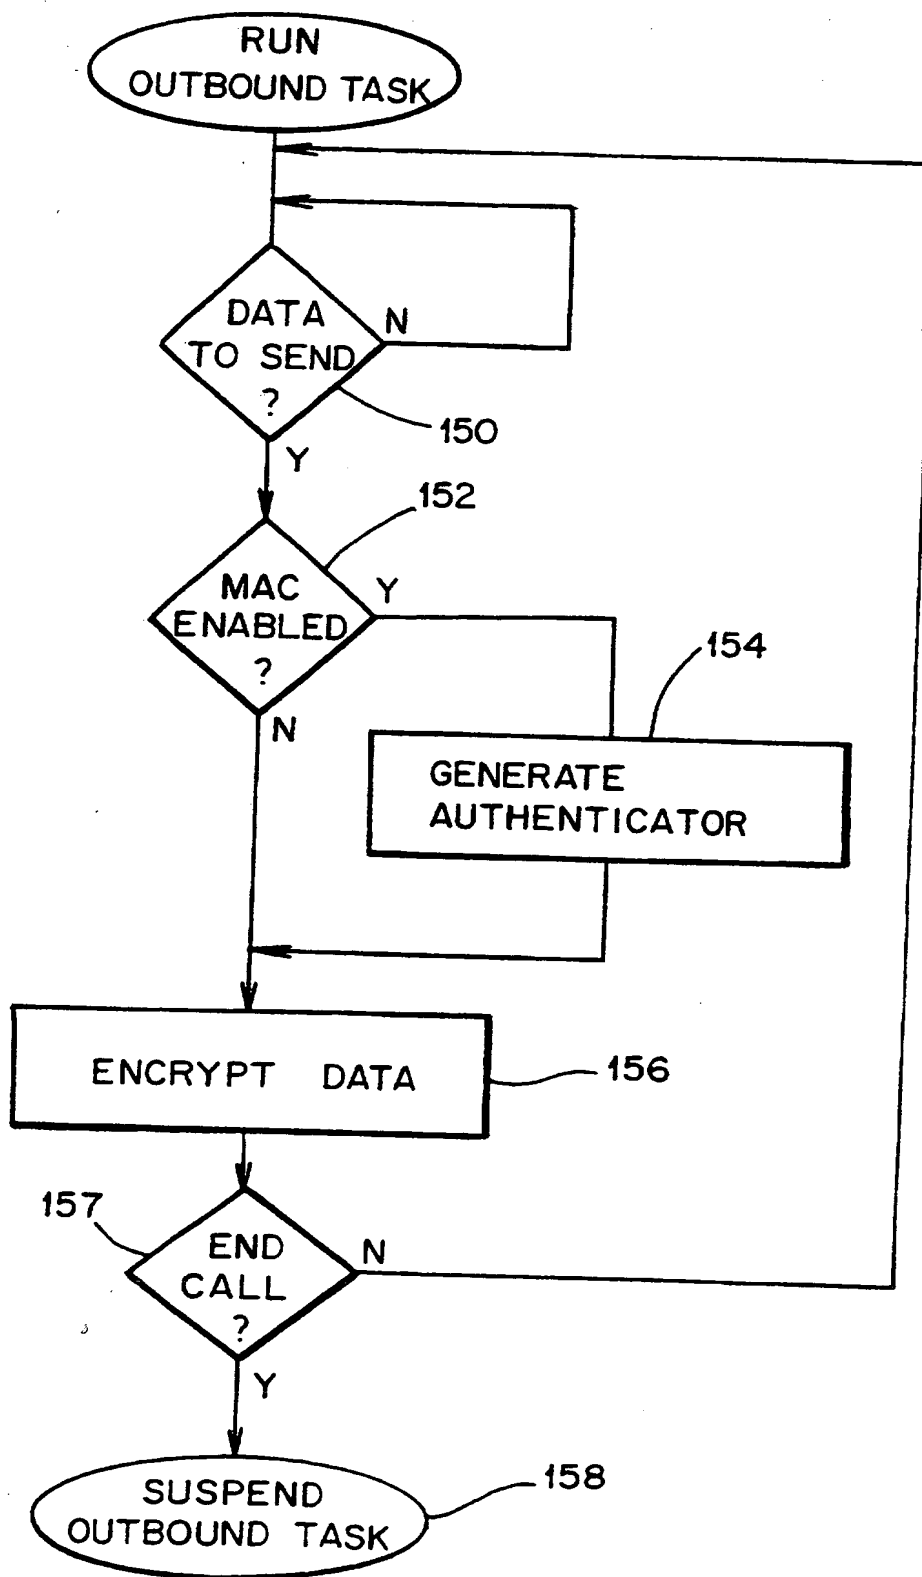 RUN
OUTBOUND TASK
DATA
TO SEND
?
N
150
Y
152
MAC
ENABLED
?
Y
N
154
GENERATE
AUTHENTICATOR
ENCRYPT DATA
156
157
END
CALL
?
N
Y
SUSPEND
OUTBOUND TASK
158